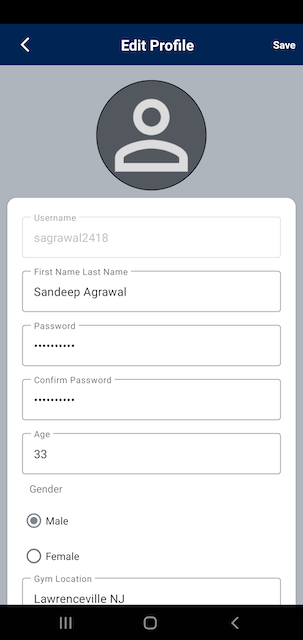 Edit Profile
Save
Username
sagrawal2418
First Name Last Name
Sandeep Agrawal
Password
••••••••••
Confirm Password
••••••••••
Age
33
Gender
Male
Female
Gym Location
Lawrenceville NJ